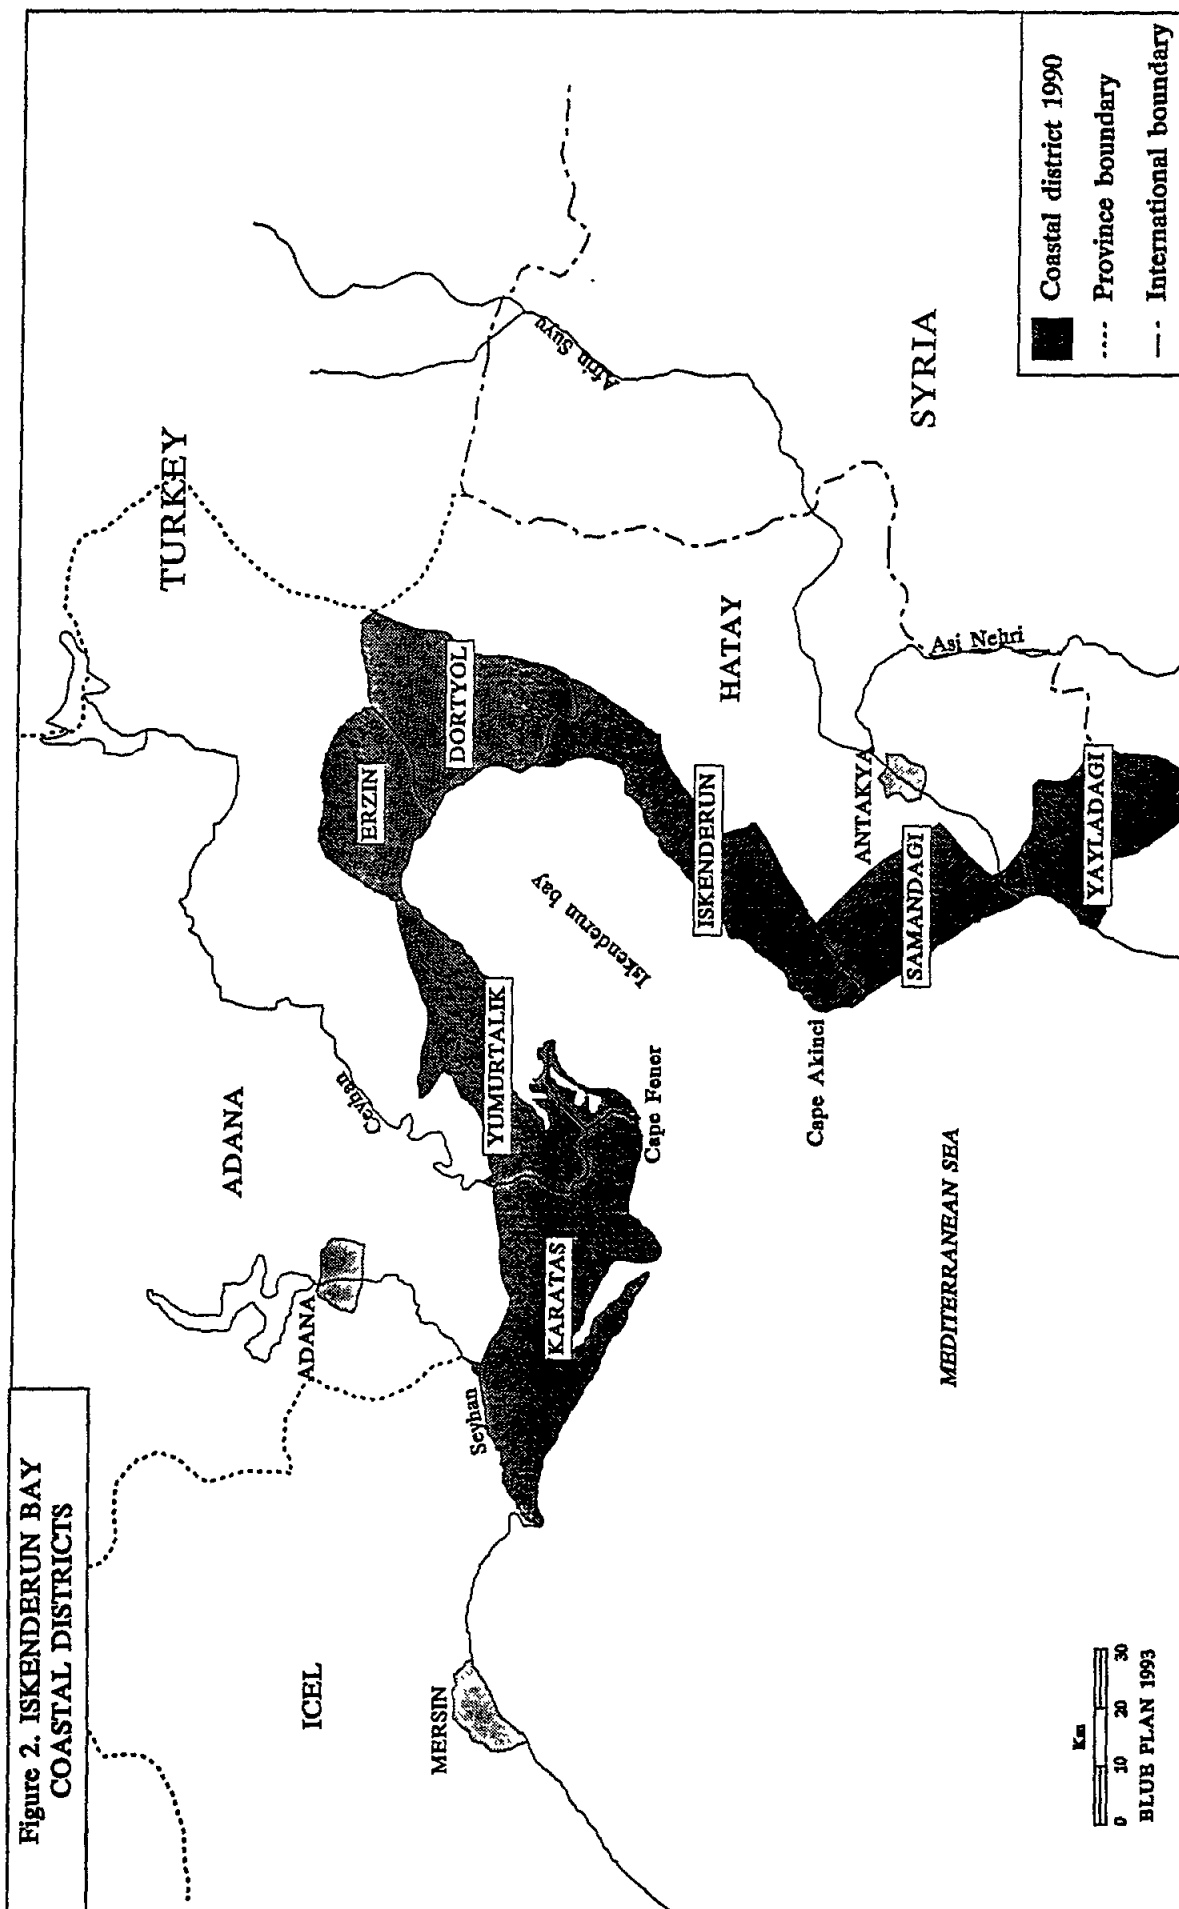 Figure 2. ISKENDERUN BAY
COASTAL DISTRICTS
TURKEY
ADANA
ADANA
ICEL
MERSIN
Seyhan
Ceyhan
ERZIN
DORTYOL
YUMURTALIK
KARATAS
Iskenderun bay
Cape Fener
ISKENDERUN
HATAY
Afrin Suyu
SYRIA
Cape Akinci
ANTAKYA
SAMANDAGI
Asi Nehri
YAYLADAGI
MEDITERRANEAN SEA
Coastal district 1990
Province boundary
International boundary
Km
0 10 20 30
BLUE PLAN 1993